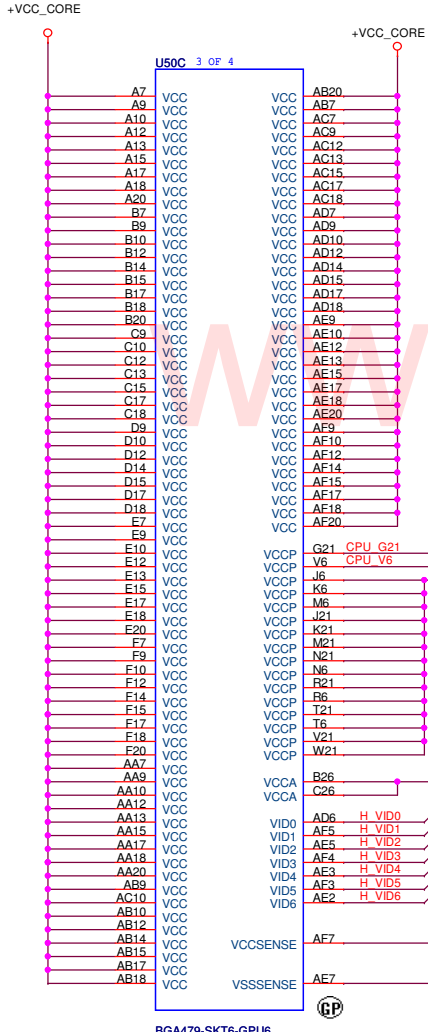 +VCC_CORE
+VCC_CORE
U50C 3 OF 4
A7 VCC VCC AB20
A9 VCC VCC AB7
A10 VCC VCC AC7
A12 VCC VCC AC9
A13 VCC VCC AC12
A15 VCC VCC AC13
A17 VCC VCC AC15
A18 VCC VCC AC17
A20 VCC VCC AC18
B7 VCC VCC AD7
B9 VCC VCC AD9
B10 VCC VCC AD10
B12 VCC VCC AD12
B14 VCC VCC AD14
B15 VCC VCC AD15
B17 VCC VCC AD17
B18 VCC VCC AD18
B20 VCC VCC AE9
C9 VCC VCC AE10
C10 VCC VCC AE12
C12 VCC VCC AE13
C13 VCC VCC AE15
C15 VCC VCC AE17
C17 VCC VCC AE18
C18 VCC VCC AE20
D9 VCC VCC AF9
D10 VCC VCC AF10
D12 VCC VCC AF12
D14 VCC VCC AF14
D15 VCC VCC AF15
D17 VCC VCC AF17
D18 VCC VCC AF18
E7 VCC VCC AF20
E9 VCC
E10 VCC VCCP G21 CPU_G21
E12 VCC VCCP V6 CPU_V6
E13 VCC VCCP J6
E15 VCC VCCP K6
E17 VCC VCCP M6
E18 VCC VCCP J21
E20 VCC VCCP K21
F7 VCC VCCP M21
F9 VCC VCCP N21
F10 VCC VCCP N6
F12 VCC VCCP R21
F14 VCC VCCP R6
F15 VCC VCCP T21
F17 VCC VCCP T6
F18 VCC VCCP V21
F20 VCC VCCP W21
AA7 VCC
AA9 VCC VCCA B26
AA10 VCC VCCA C26
AA12 VCC
AA13 VCC VID0 AD6 H_VID0
AA15 VCC VID1 AF5 H_VID1
AA17 VCC VID2 AE5 H_VID2
AA18 VCC VID3 AF4 H_VID3
AA20 VCC VID4 AE3 H_VID4
AB9 VCC VID5 AF3 H_VID5
AC10 VCC VID6 AE2 H_VID6
AB10 VCC
AB12 VCC
AB14 VCC VCCSENSE AF7
AB15 VCC
AB17 VCC
AB18 VCC VSSSENSE AE7
GP
BGA479-SKT6-GPU6
WW